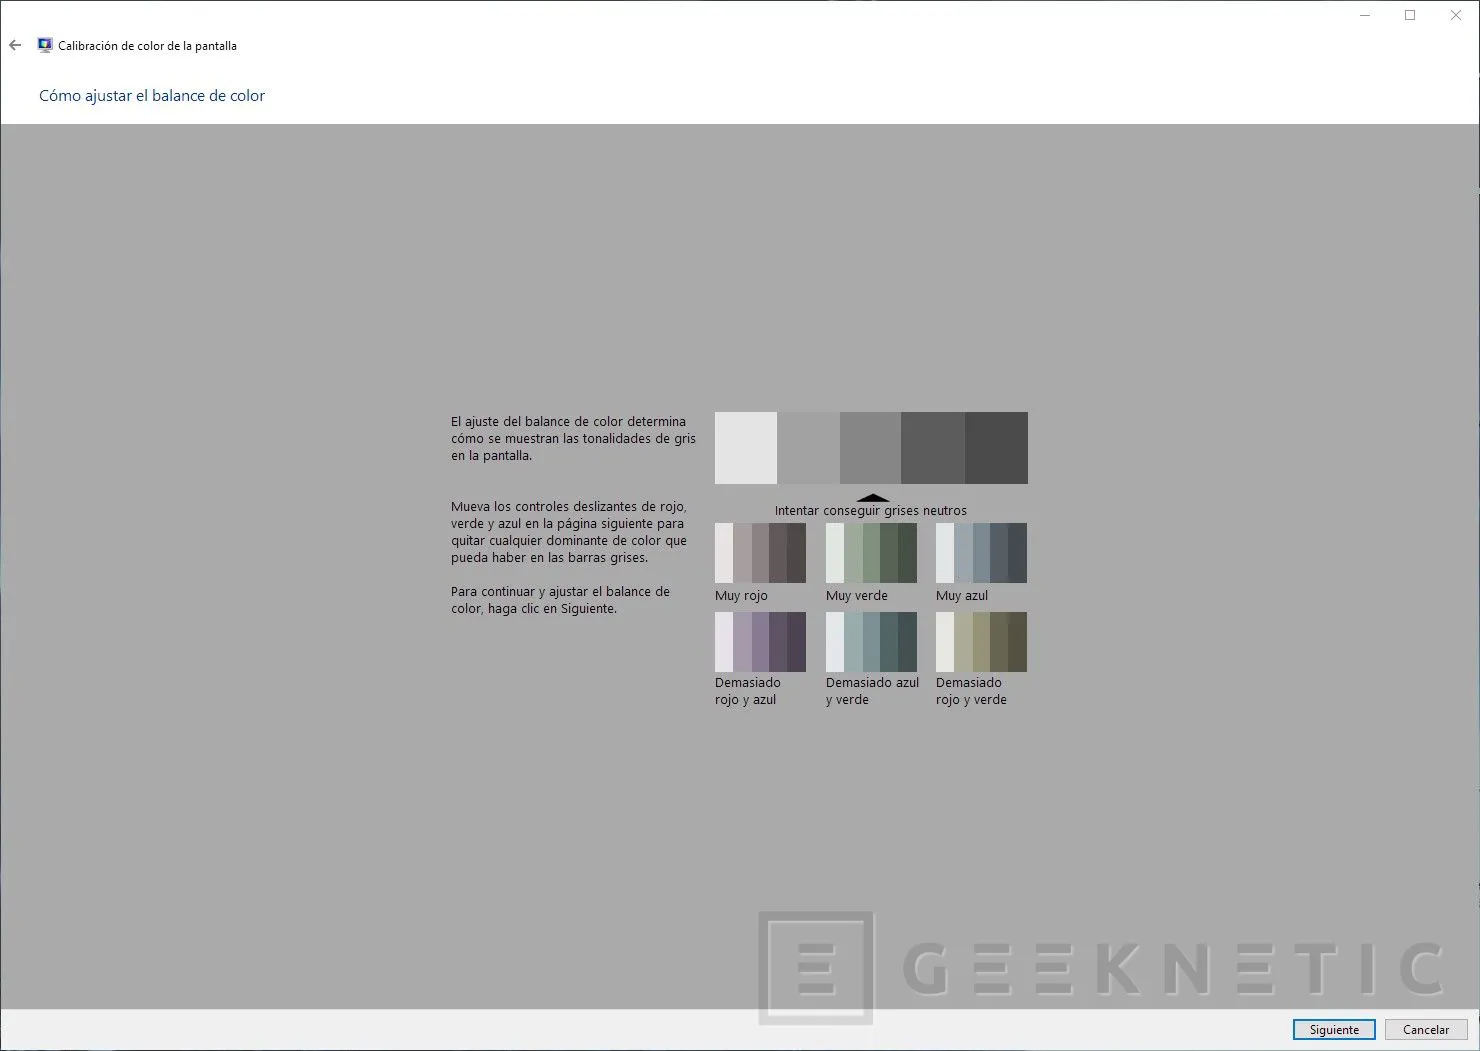 Calibración de color de la pantalla
Cómo ajustar el balance de color
El ajuste del balance de color determina
cómo se muestran las tonalidades de gris
en la pantalla.
Mueva los controles deslizantes de rojo,
verde y azul en la página siguiente para
quitar cualquier dominante de color que
pueda haber en las barras grises.
Para continuar y ajustar el balance de
color, haga clic en Siguiente.
Intentar conseguir grises neutros
Muy rojo
Muy verde
Muy azul
Demasiado
rojo y azul
Demasiado azul
y verde
Demasiado
rojo y verde
GEEKNETIC
Siguiente
Cancelar